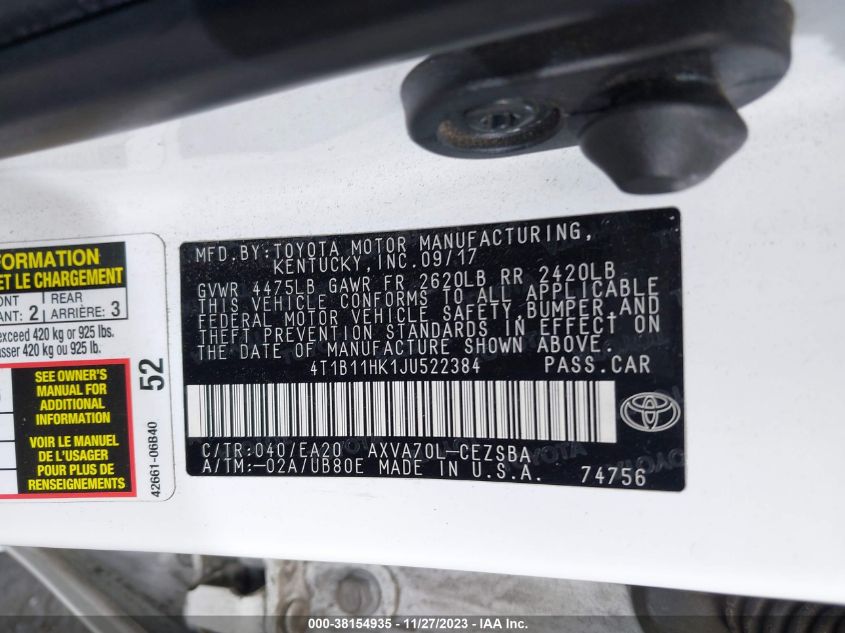 FORMATION
ET LE CHARGEMENT
ONT REAR
ANT: 2 ARRIÈRE: 3
exceed 420 kg or 925 lbs.
asser 420 kg ou 925 lb.
SEE OWNER'S
MANUAL FOR
ADDITIONAL
INFORMATION
VOIR LE MANUEL
DE L'USAGER
POUR PLUS DE
RENSEIGNEMENTS
52
42661-06B40
MFD.BY:TOYOTA MOTOR MANUFACTURING,
KENTUCKY,INC.09/17
GVWR 4475LB GAWR FR 2620LB RR 2420LB
THIS VEHICLE CONFORMS TO ALL APPLICABLE
FEDERAL MOTOR VEHICLE SAFETY,BUMPER,AND
THEFT PREVENTION STANDARDS IN EFFECT ON
THE DATE OF MANUFACTURE SHOWN ABOVE.
4T1B11HK1JU522384 PASS.CAR
C/TR:040/EA20 AXVA70L-CEZSBA
A/TM:-02A/UB80E MADE IN U.S.A. 74756
000-38154935 - 11/27/2023 - IAA Inc.